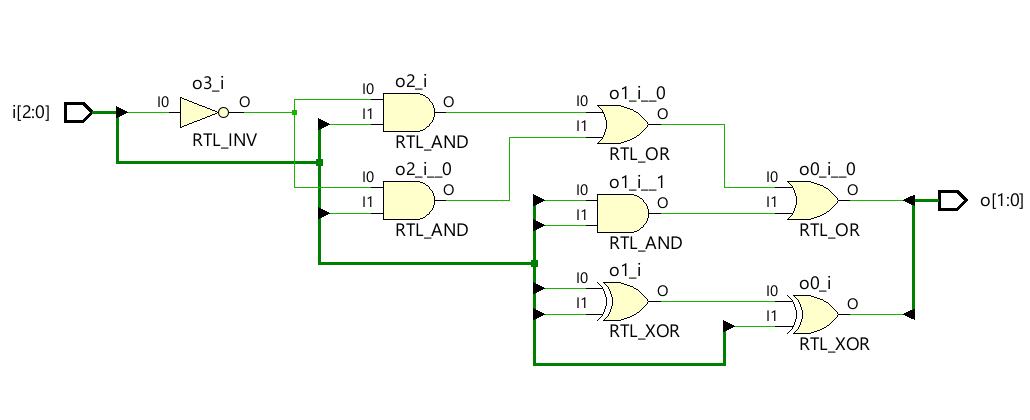 i[2:0]
o3_i
I0
O
RTL_INV
o2_i
I0
I1
O
RTL_AND
o2_i__0
I0
I1
O
RTL_AND
o1_i__0
I0
I1
O
RTL_OR
o1_i__1
I0
I1
O
RTL_AND
o1_i
I0
I1
O
RTL_XOR
o0_i__0
I0
I1
O
RTL_OR
o0_i
I0
I1
O
RTL_XOR
o[1:0]